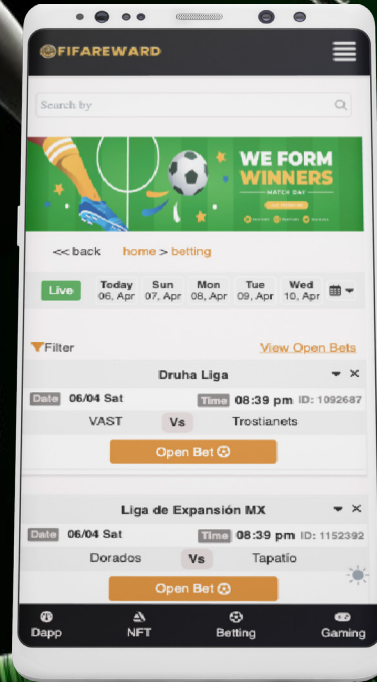 FIFAREWARD
Search by
WE FORM
WINNERS
MATCH DAY
<< back home > betting
Live Today Sun Mon Tue Wed
06, Apr 07, Apr 08, Apr 09, Apr 10, Apr
Filter View Open Bets
Druha Liga
Date 06/04 Sat Time 08:39 pm ID: 1092687
VAST Vs Trostianets
Open Bet
Liga de Expansión MX
Date 06/04 Sat Time 08:39 pm ID: 1152392
Dorados Vs Tapatio
Open Bet
Dapp NFT Betting Gaming